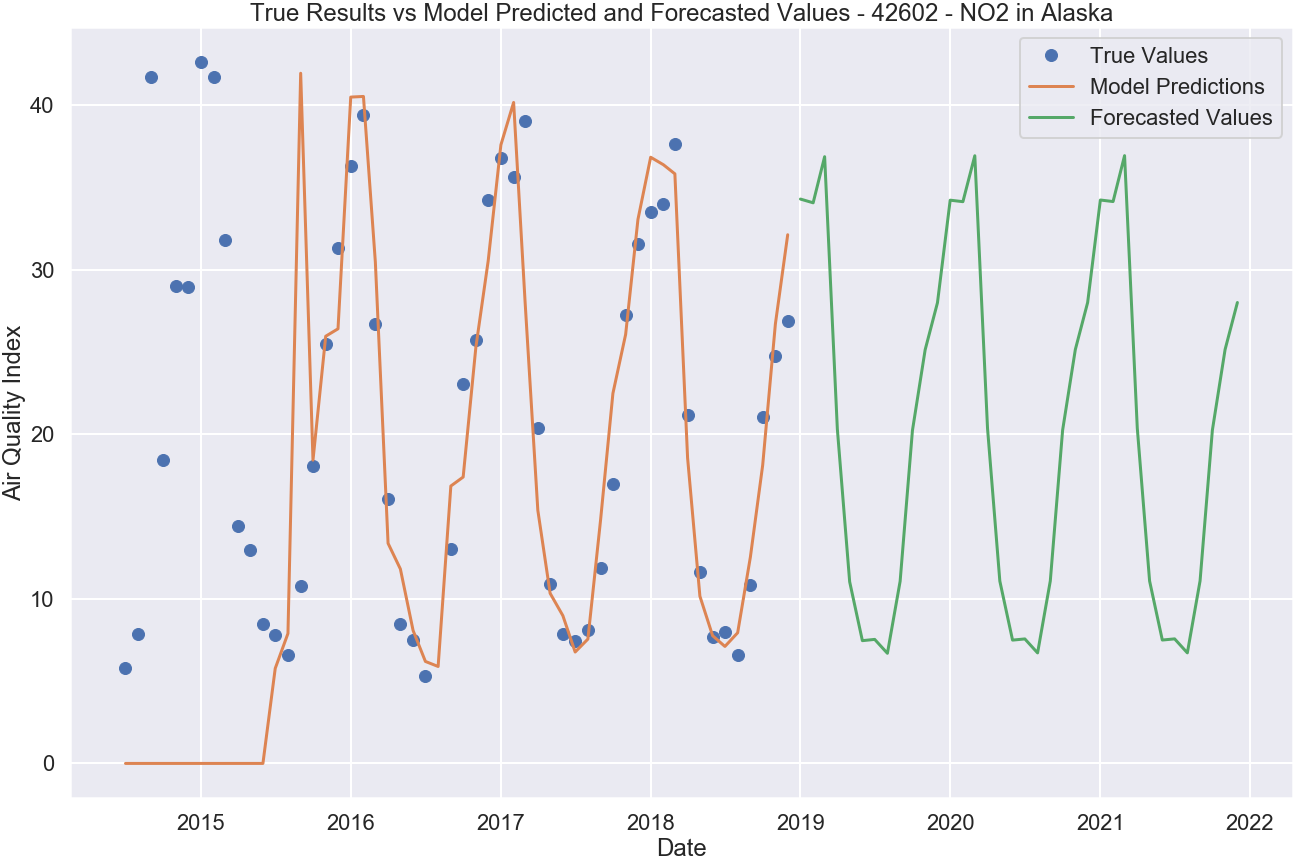 True Results vs Model Predicted and Forecasted Values - 42602 - NO2 in Alaska
True Values
Model Predictions
Forecasted Values
Air Quality Index
40
30
20
10
0
2015 2016 2017 2018 2019 2020 2021 2022
Date